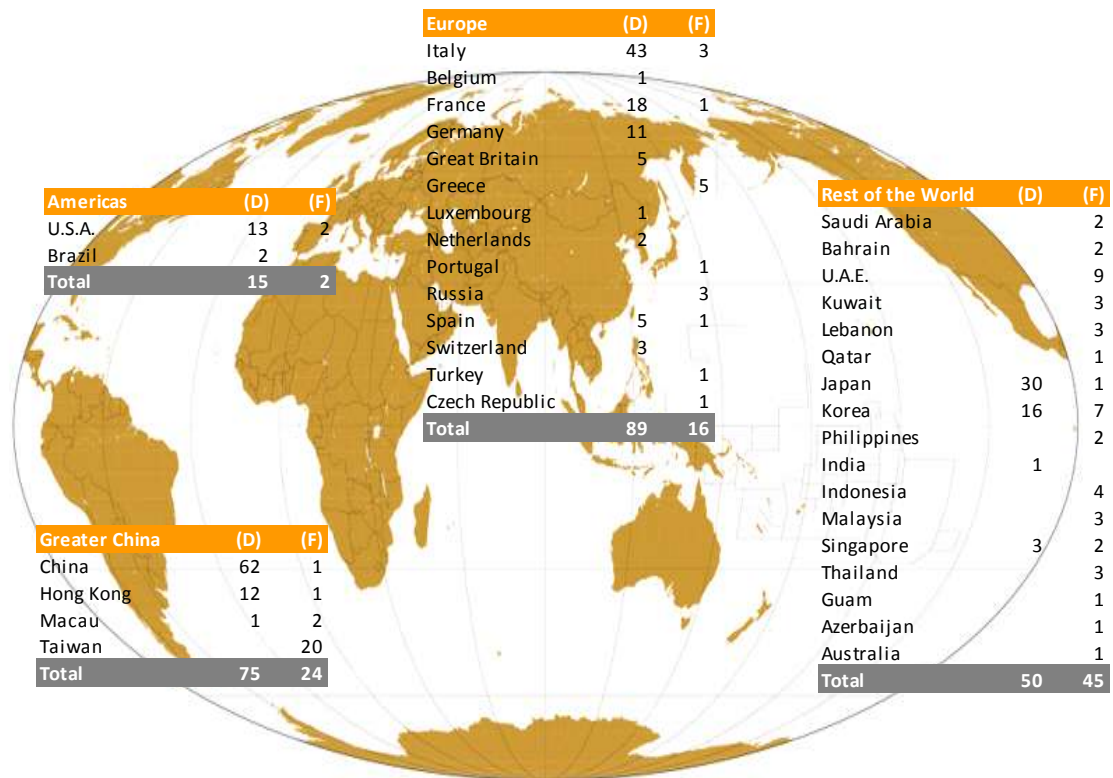 Europe (D) (F)
Italy 43 3
Belgium 1
France 18 1
Germany 11
Great Britain 5
Greece 5
Luxembourg 1
Netherlands 2
Portugal 1
Russia 3
Spain 5 1
Switzerland 3
Turkey 1
Czech Republic 1
Total 89 16
Americas (D) (F)
U.S.A. 13 2
Brazil 2
Total 15 2
Rest of the World (D) (F)
Saudi Arabia 2
Bahrain 2
U.A.E. 9
Kuwait 3
Lebanon 3
Qatar 1
Japan 30 1
Korea 16 7
Philippines 2
India 1
Indonesia 4
Malaysia 3
Singapore 3 2
Thailand 3
Guam 1
Azerbaijan 1
Australia 1
Total 50 45
Greater China (D) (F)
China 62 1
Hong Kong 12 1
Macau 1 2
Taiwan 20
Total 75 24